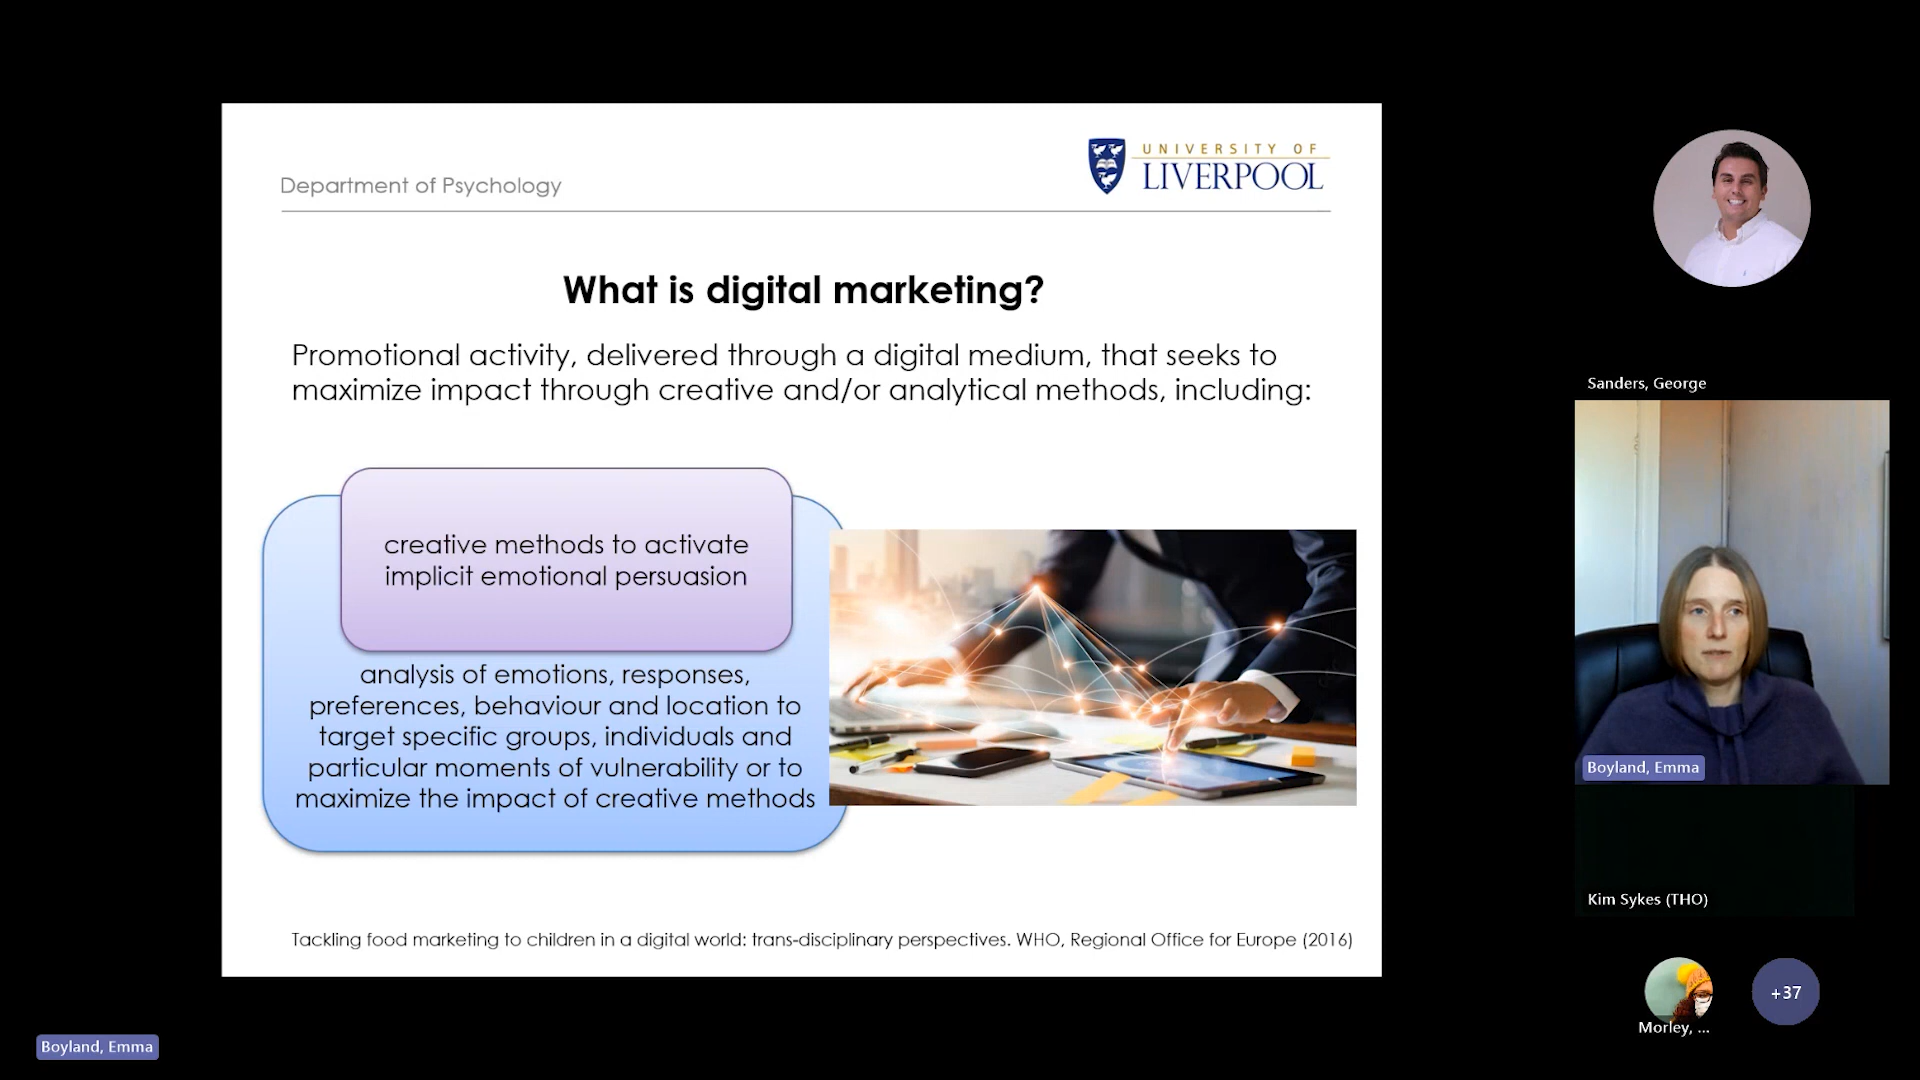 Department of Psychology
UNIVERSITY OF
LIVERPOOL
What is digital marketing?
Promotional activity, delivered through a digital medium, that seeks to
maximize impact through creative and/or analytical methods, including:
creative methods to activate
implicit emotional persuasion
analysis of emotions, responses,
preferences, behaviour and location to
target specific groups, individuals and
particular moments of vulnerability or to
maximize the impact of creative methods
Tackling food marketing to children in a digital world: trans-disciplinary perspectives. WHO, Regional Office for Europe (2016)
Boyland, Emma
Sanders, George
Boyland, Emma
Kim Sykes (THO)
Morley, ...
+37